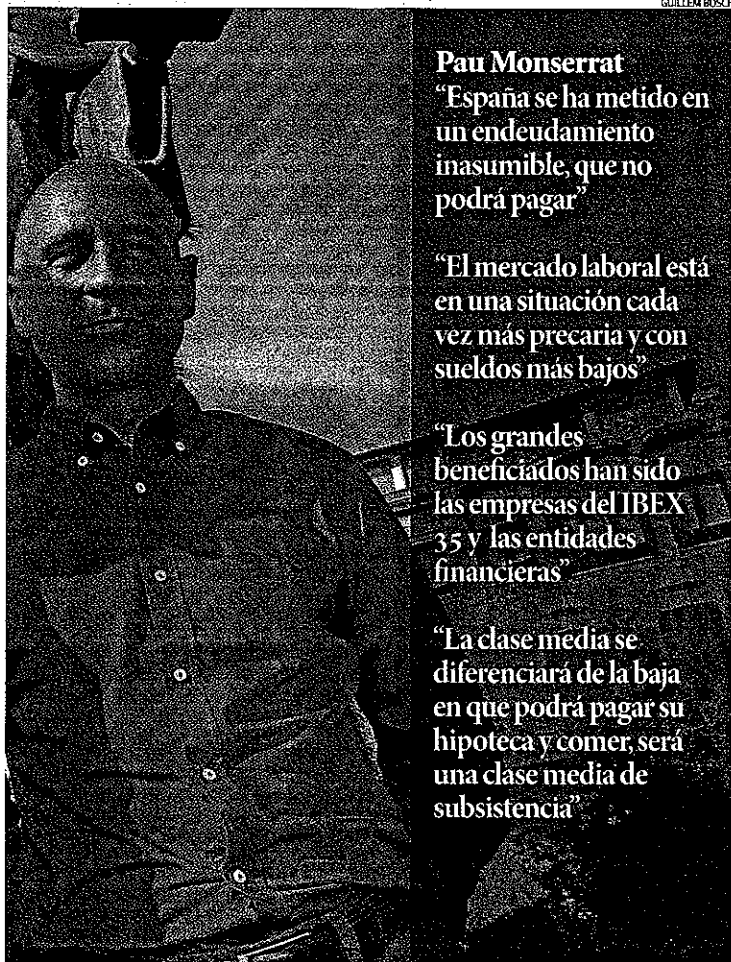 GUILLEM BOSCH
Pau Monserrat
“España se ha metido en
un endeudamiento
inasumible, que no
podrá pagar”
“El mercado laboral está
en una situación cada
vez más precaria y con
sueldos más bajos”
“Los grandes
beneficiados han sido
las empresas del IBEX
35 y las entidades
financieras”
“La clase media se
diferenciará de la baja
en que podrá pagar su
hipoteca y comer, será
una clase media de
subsistencia”